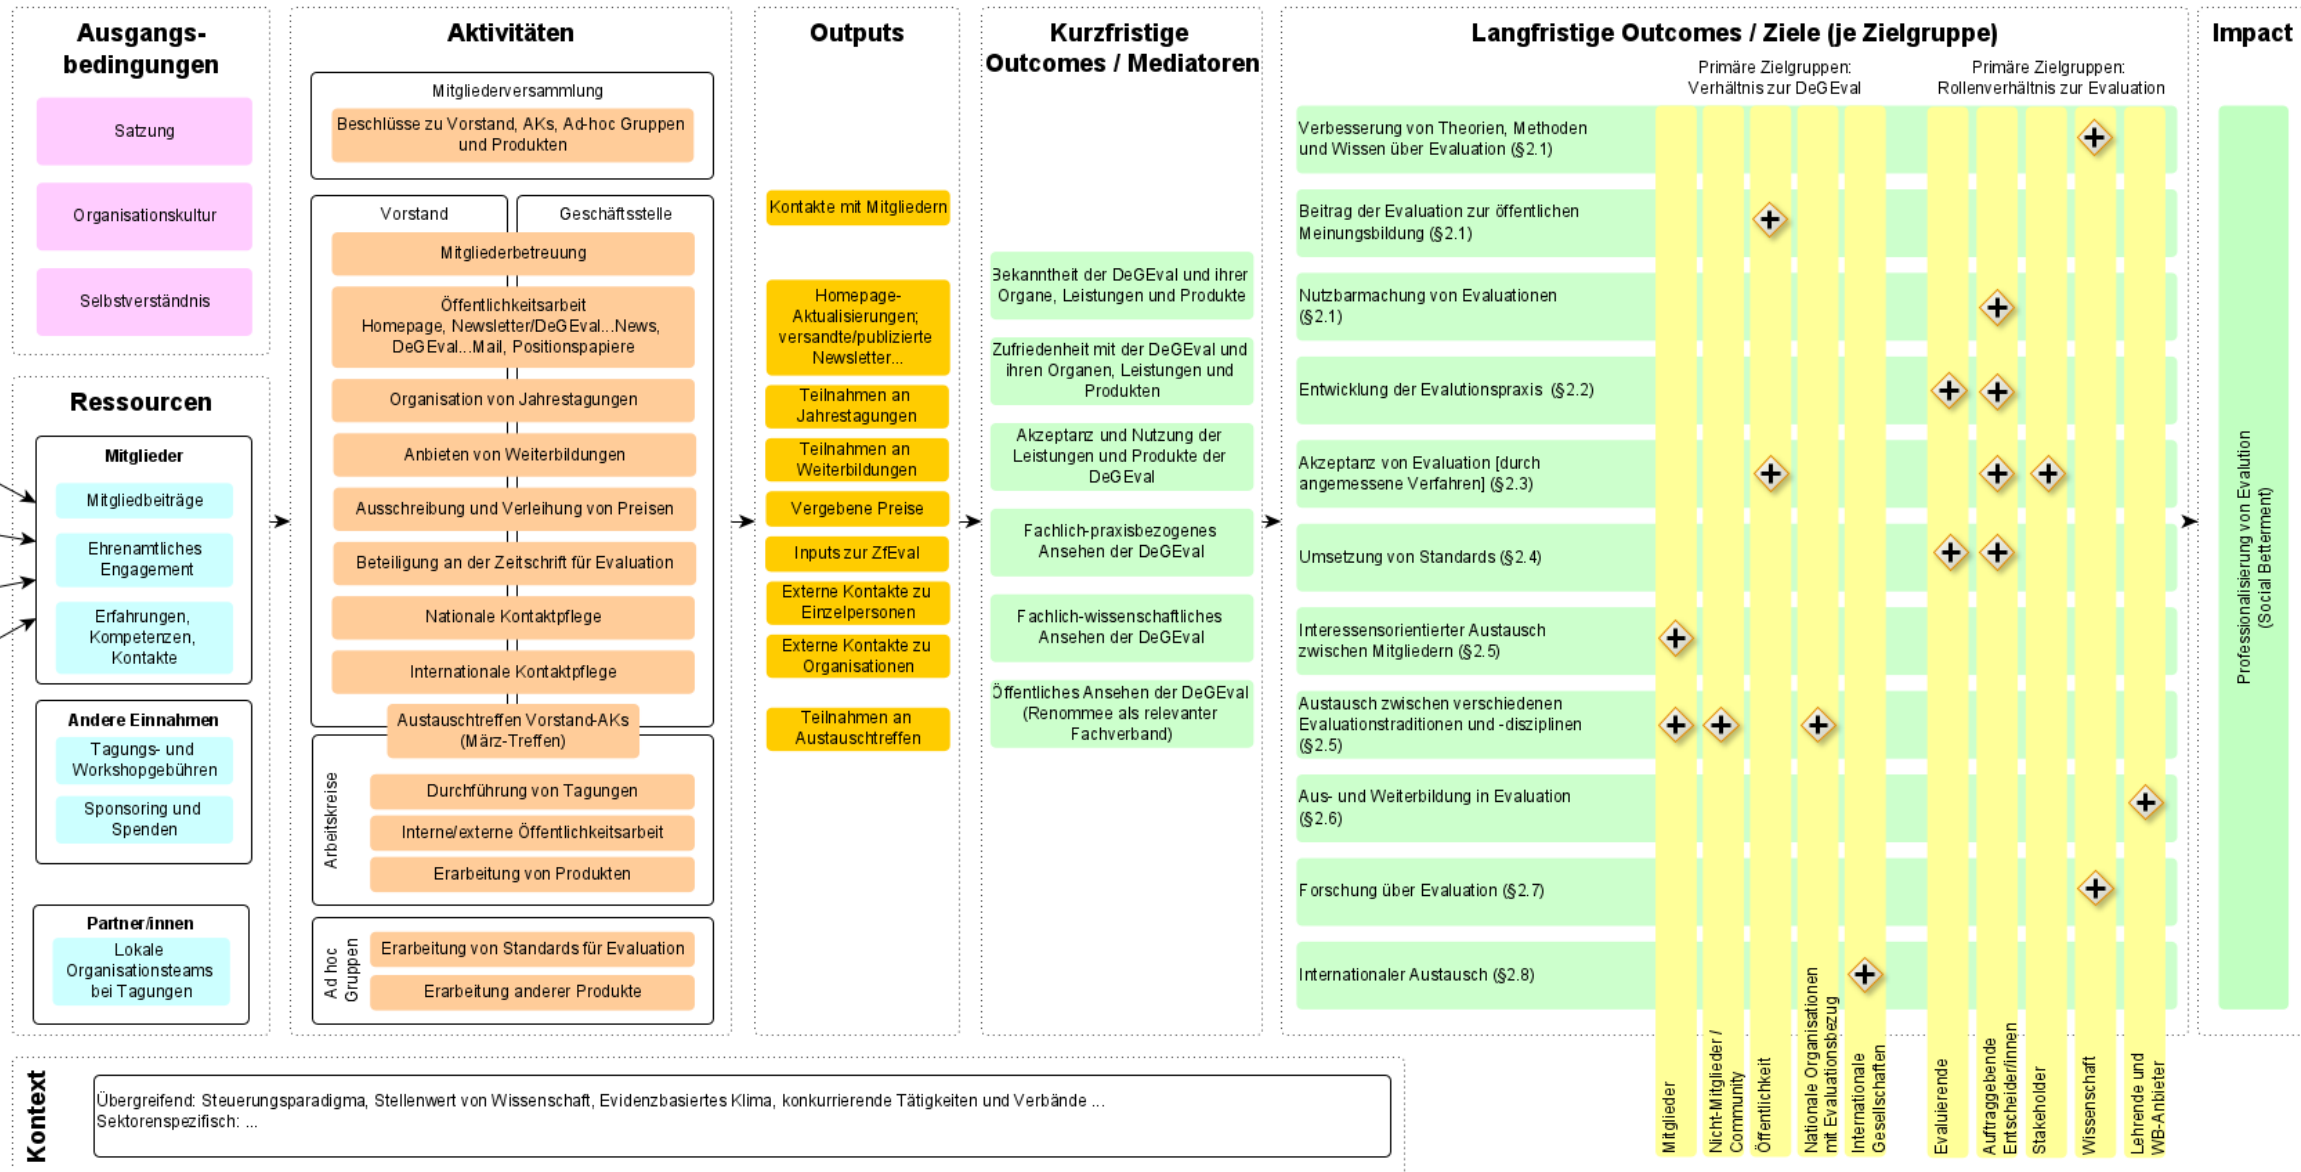 Ausgangs-
bedingungen
Satzung
Organisationskultur
Selbstverständnis
Ressourcen
Mitglieder
Mitgliedbeiträge
Ehrenamtliches
Engagement
Erfahrungen,
Kompetenzen,
Kontakte
Andere Einnahmen
Tagungs- und
Workshopgebühren
Sponsoring und
Spenden
Partner/innen
Lokale
Organisationsteams
bei Tagungen
Aktivitäten
Mitgliederversammlung
Beschlüsse zu Vorstand, AKs, Ad-hoc Gruppen
und Produkten
Vorstand
Geschäftsstelle
Mitgliederbetreuung
Öffentlichkeitsarbeit
Homepage, Newsletter/DeGEval...News,
DeGEval...Mail, Positionspapiere
Organisation von Jahrestagungen
Anbieten von Weiterbildungen
Ausschreibung und Verleihung von Preisen
Beteiligung an der Zeitschrift für Evaluation
Nationale Kontaktpflege
Internationale Kontaktpflege
Austauschtreffen Vorstand-AKs
(März-Treffen)
Arbeitskreise
Durchführung von Tagungen
Interne/externe Öffentlichkeitsarbeit
Erarbeitung von Produkten
Ad hoc
Gruppen
Erarbeitung von Standards für Evaluation
Erarbeitung anderer Produkte
Outputs
Kontakte mit Mitgliedern
Homepage-
Aktualisierungen;
versandte/publizierte
Newsletter...
Teilnahmen an
Jahrestagungen
Teilnahmen an
Weiterbildungen
Vergebene Preise
Inputs zur ZfEval
Externe Kontakte zu
Einzelpersonen
Externe Kontakte zu
Organisationen
Teilnahmen an
Austauschtreffen
Kurzfristige
Outcomes / Mediatoren
Bekanntheit der DeGEval und ihrer
Organe, Leistungen und Produkte
Zufriedenheit mit der DeGEval und
ihren Organen, Leistungen und
Produkten
Akzeptanz und Nutzung der
Leistungen und Produkte der
DeGEval
Fachlich-praxisbezogenes
Ansehen der DeGEval
Fachlich-wissenschaftliches
Ansehen der DeGEval
Öffentliches Ansehen der DeGEval
(Renommee als relevanter
Fachverband)
Langfristige Outcomes / Ziele (je Zielgruppe)
Primäre Zielgruppen:
Verhältnis zur DeGEval
Primäre Zielgruppen:
Rollenverhältnis zur Evaluation
Verbesserung von Theorien, Methoden
und Wissen über Evaluation (§2.1)
Beitrag der Evaluation zur öffentlichen
Meinungsbildung (§2.1)
Nutzbarmachung von Evaluationen
(§2.1)
Entwicklung der Evalutionspraxis (§2.2)
Akzeptanz von Evaluation [durch
angemessene Verfahren] (§2.3)
Umsetzung von Standards (§2.4)
Interessensorientierter Austausch
zwischen Mitgliedern (§2.5)
Austausch zwischen verschiedenen
Evaluationstraditionen und -disziplinen
(§2.5)
Aus- und Weiterbildung in Evaluation
(§2.6)
Forschung über Evaluation (§2.7)
Internationaler Austausch (§2.8)
Mitglieder
Nicht-Mitglieder /
Community
Öffentlichkeit
Nationale Organisationen
mit Evaluationsbezug
Internationale
Gesellschaften
Evaluierende
Auftraggebende
Entscheider/innen
Stakeholder
Wissenschaft
Lehrende und
WB-Anbieter
Impact
Professionalisierung von Evalution
(Social Betterment)
Kontext
Übergreifend: Steuerungsparadigma, Stellenwert von Wissenschaft, Evidenzbasiertes Klima, konkurrierende Tätigkeiten und Verbände ...
Sektorenspezifisch: ...